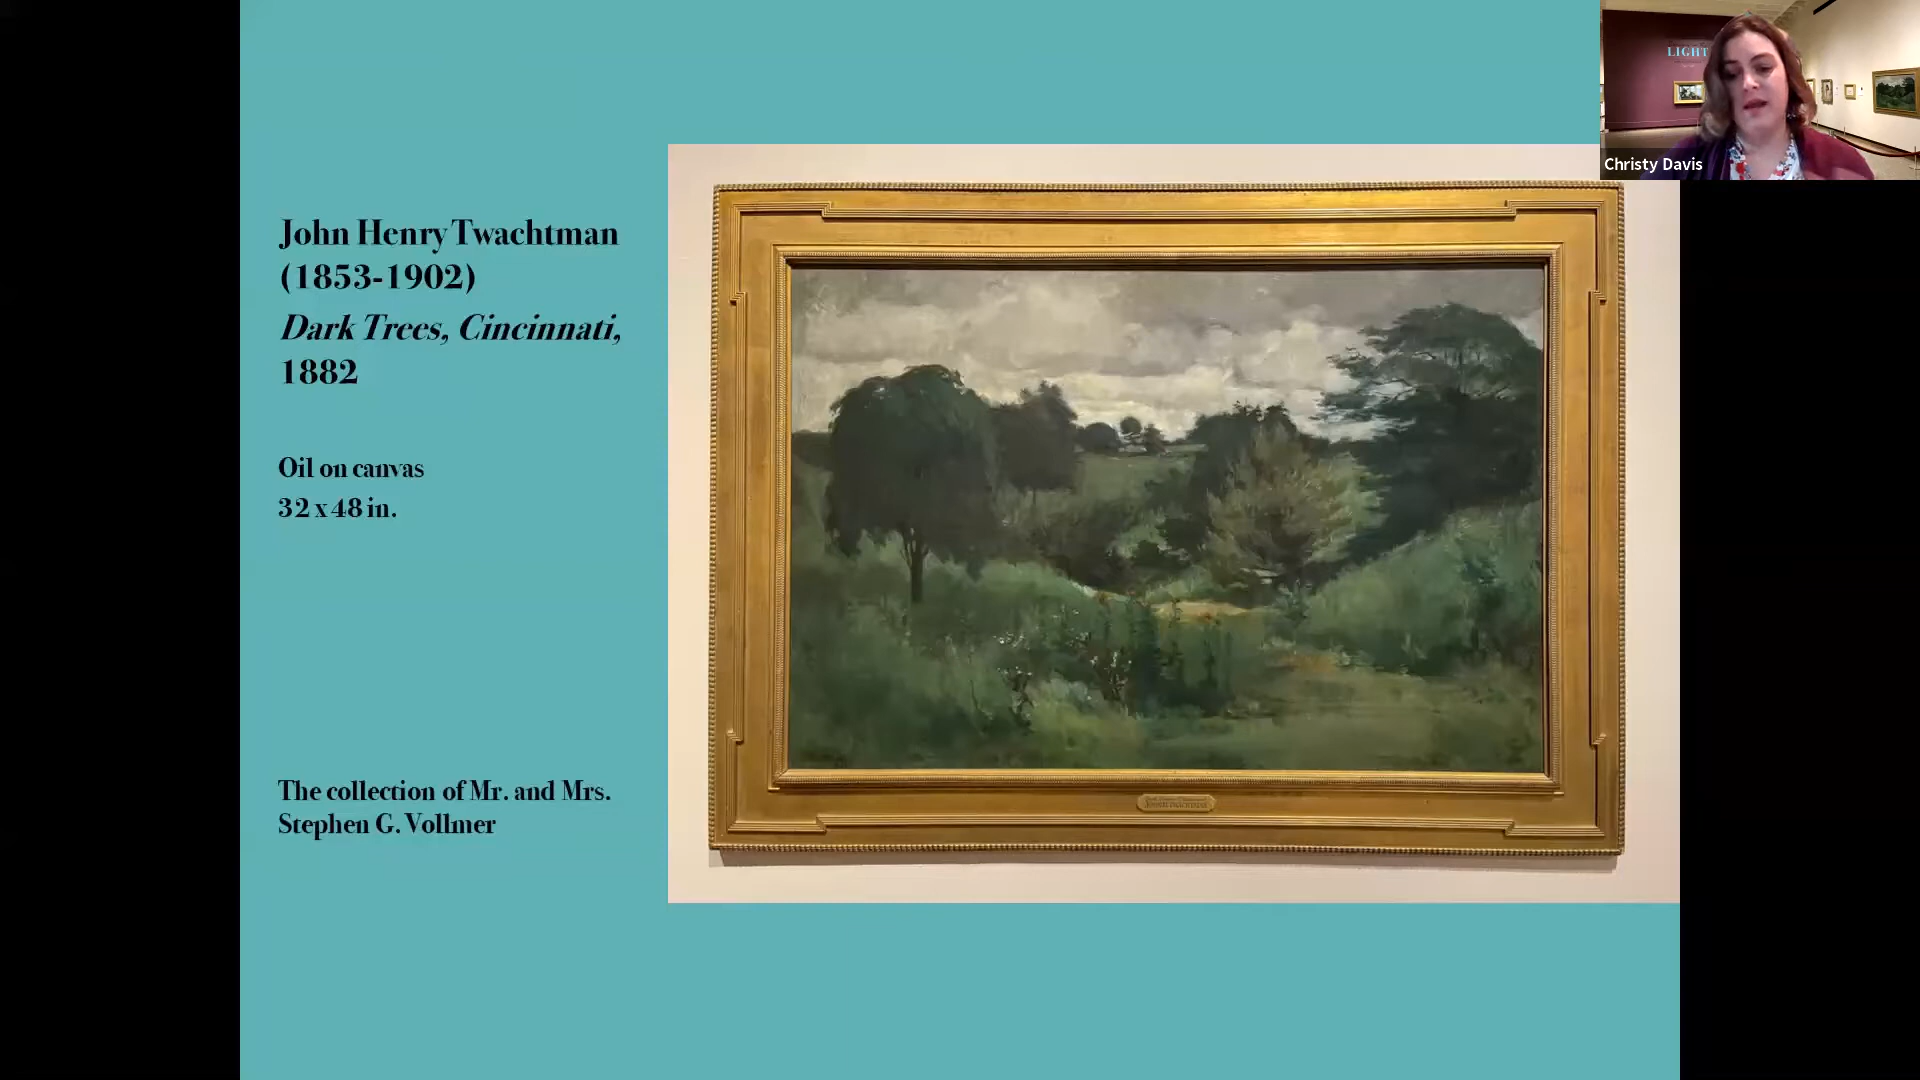 John Henry Twachtman
(1853-1902)
Dark Trees, Cincinnati,
1882
Oil on canvas
32 x 48 in.
The collection of Mr. and Mrs.
Stephen G. Vollmer
LIGHT
Christy Davis